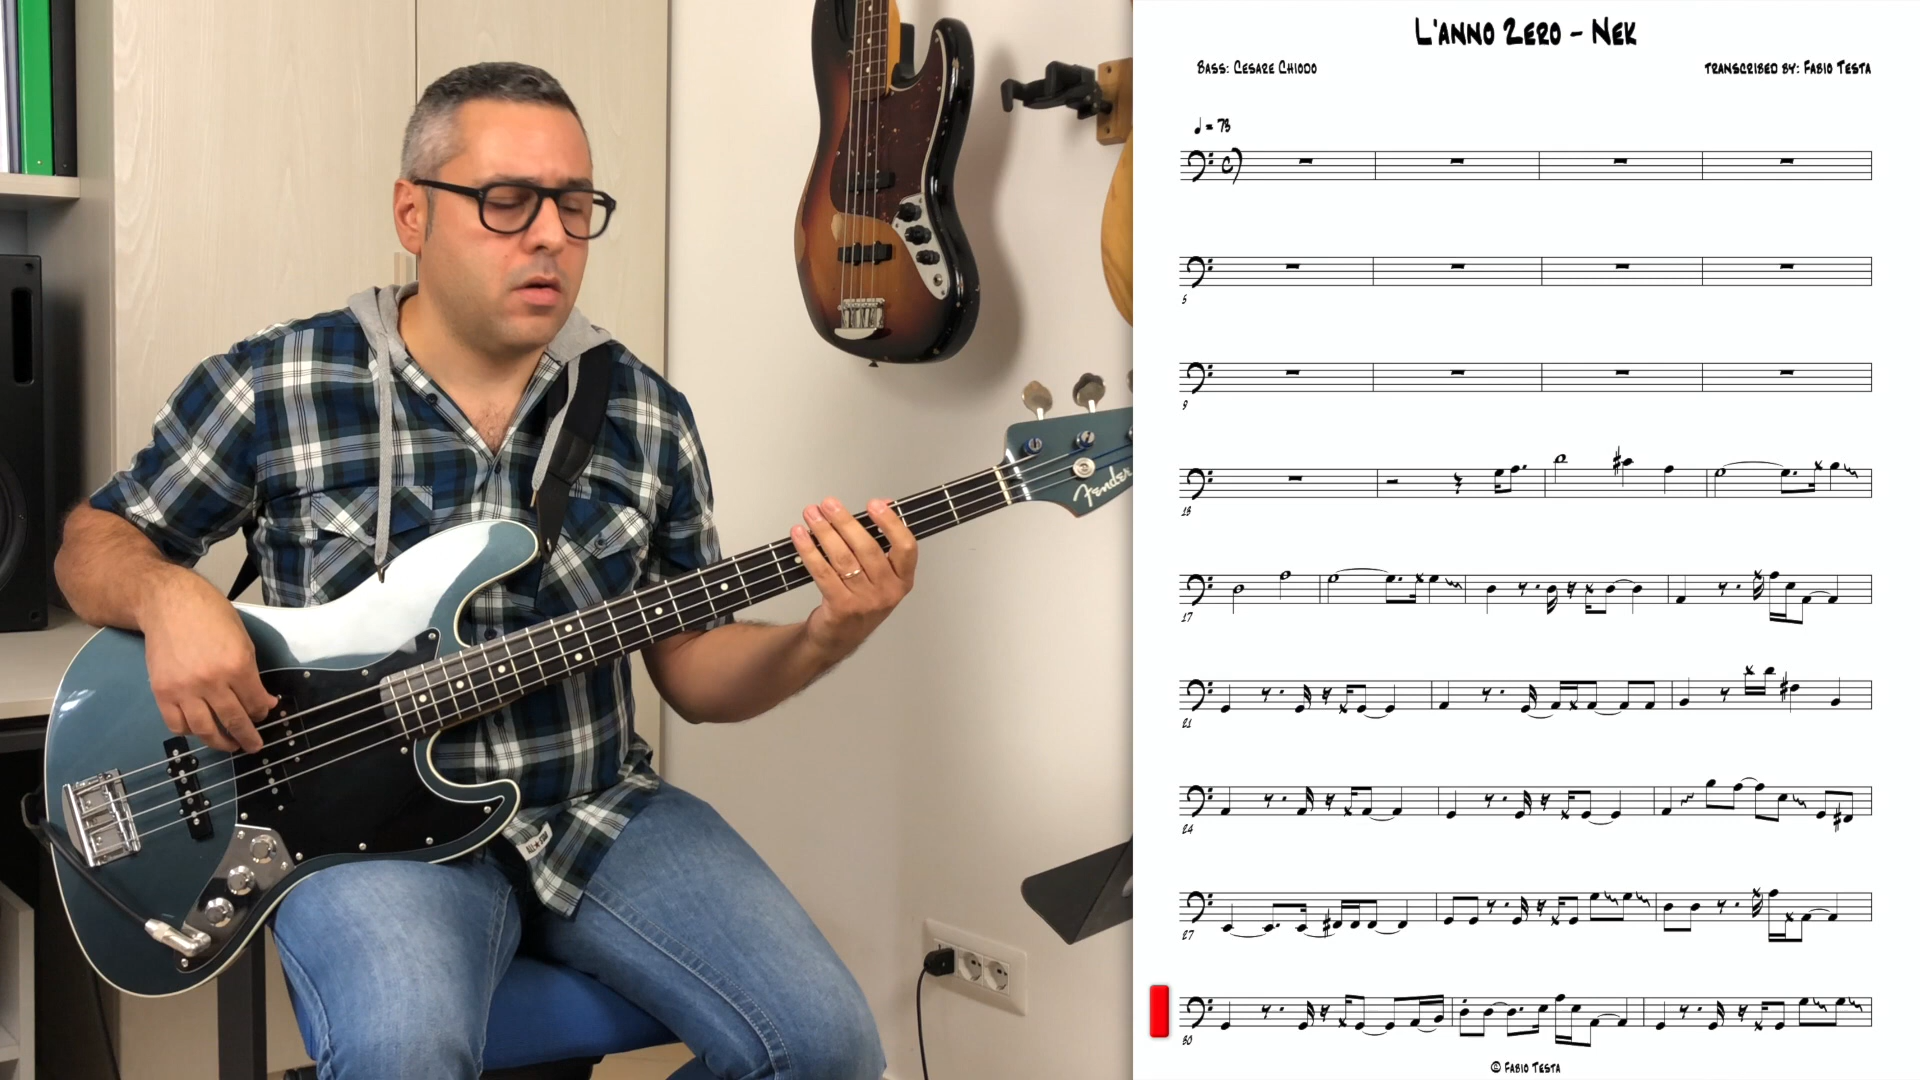 L'anno Zero - Nek
Bass: Cesare Chiodo
transcribed by: Fabio Testa
♩ = 73
5
9
13
17
21
24
27
30
© Fabio Testa
Fender